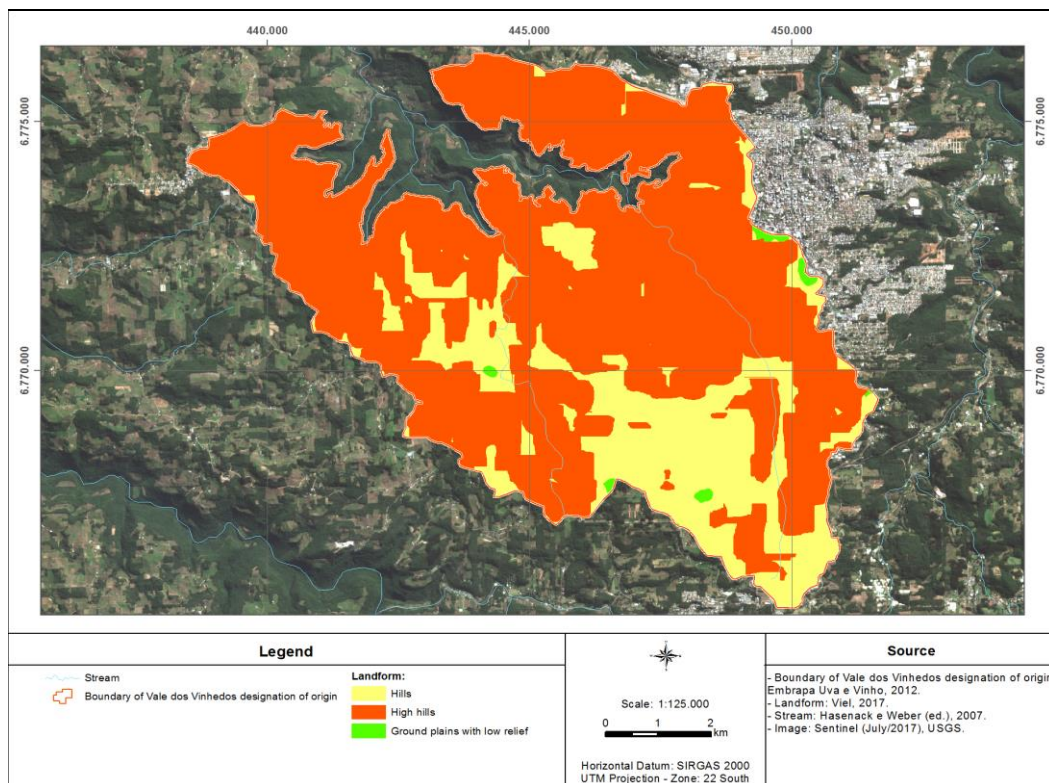 440.000 445.000 450.000
6.775.000 6.775.000
6.770.000 6.770.000
Legend
Stream
Boundary of Vale dos Vinhedos designation of origin
Landform:
Hills
High hills
Ground plains with low relief
Scale: 1:125.000
0 1 2
km
Horizontal Datum: SIRGAS 2000
UTM Projection - Zone: 22 South
Source
- Boundary of Vale dos Vinhedos designation of origin
Embrapa Uva e Vinho, 2012.
- Landform: Viel, 2017.
- Stream: Hasenack e Weber (ed.), 2007.
- Image: Sentinel (July/2017), USGS.